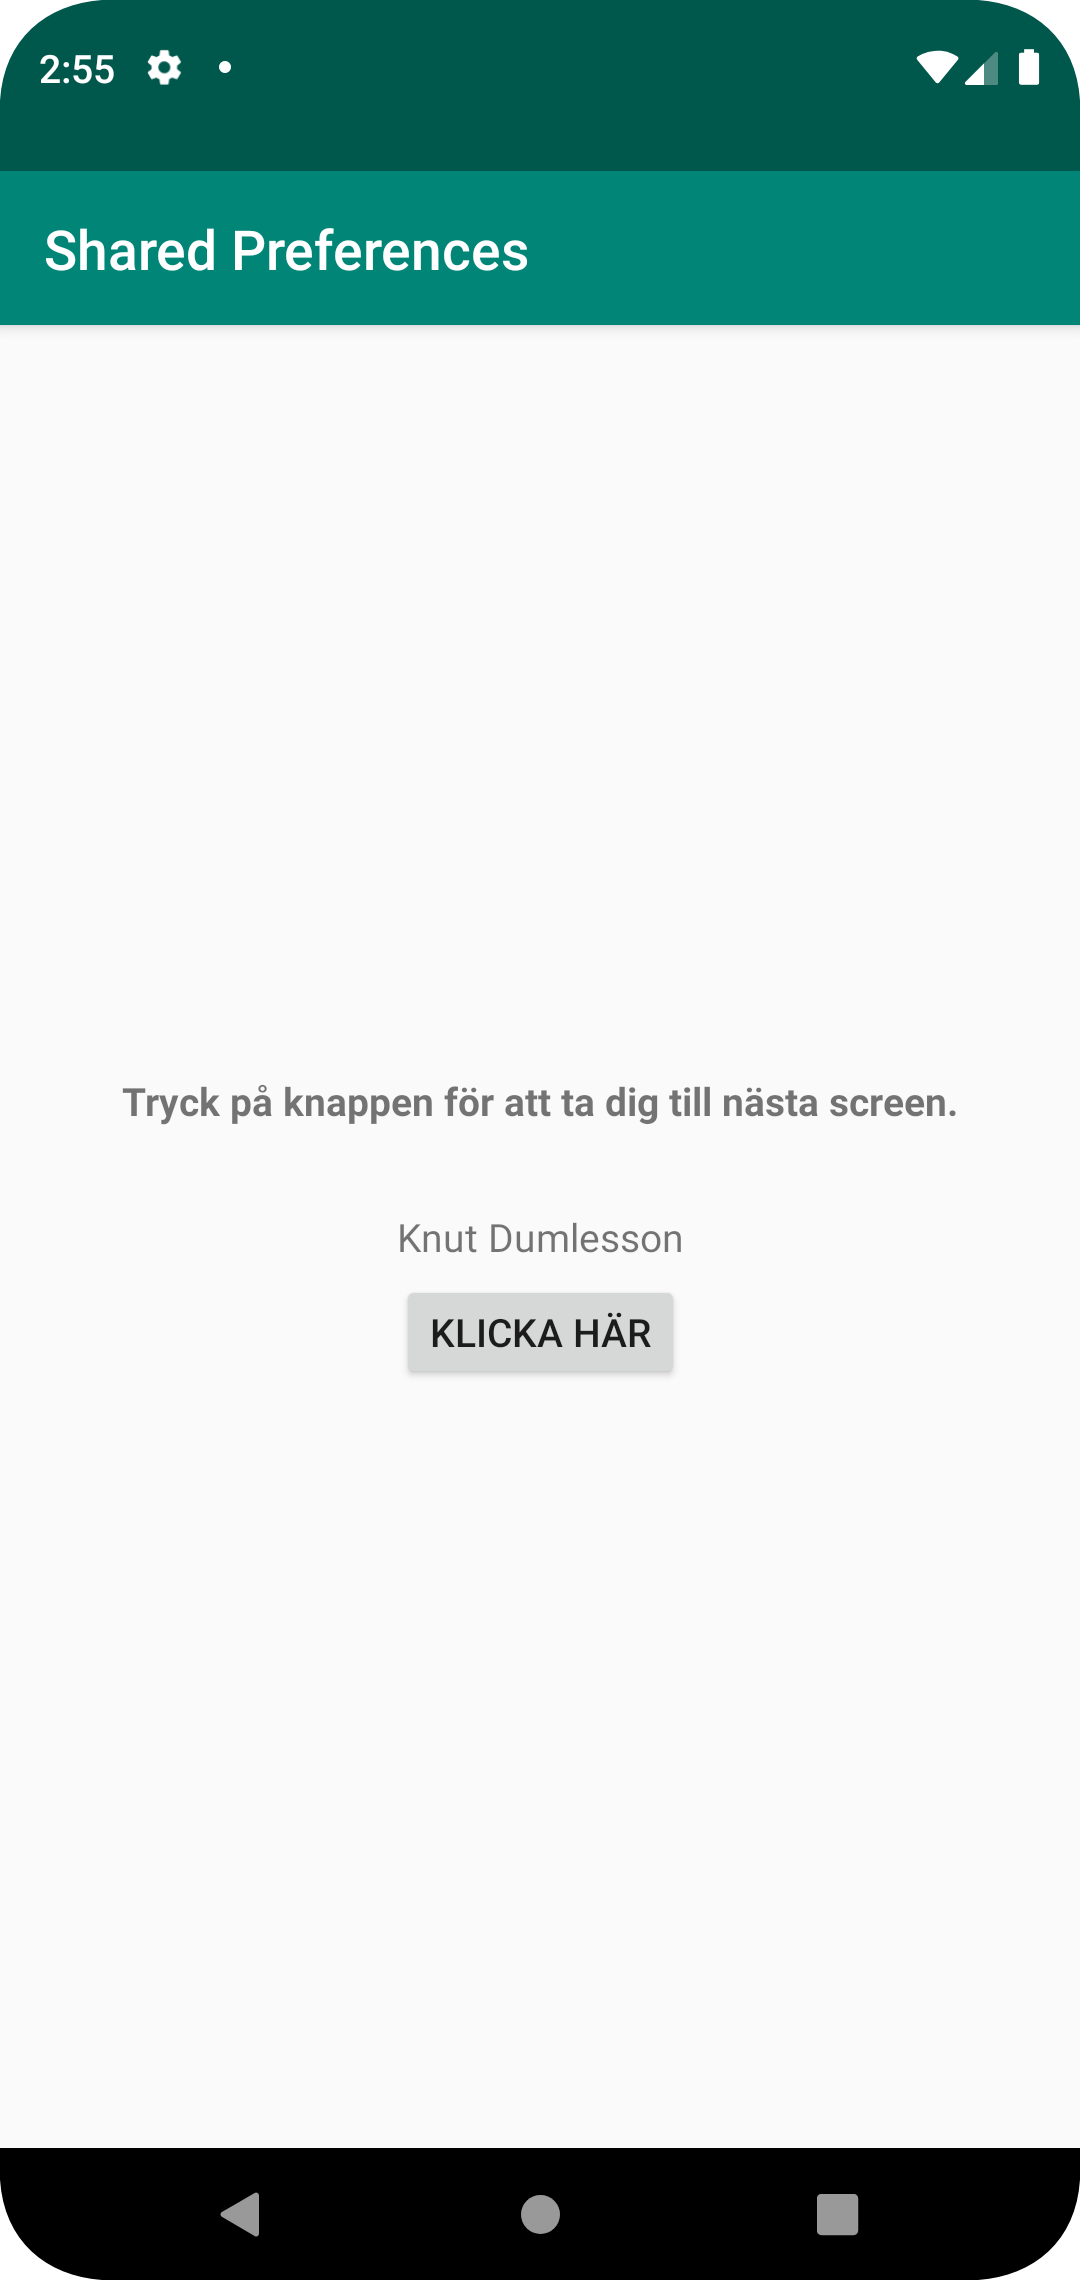 2:55
Shared Preferences
Tryck på knappen för att ta dig till nästa screen.
Knut Dumlesson
KLICKA HÄR